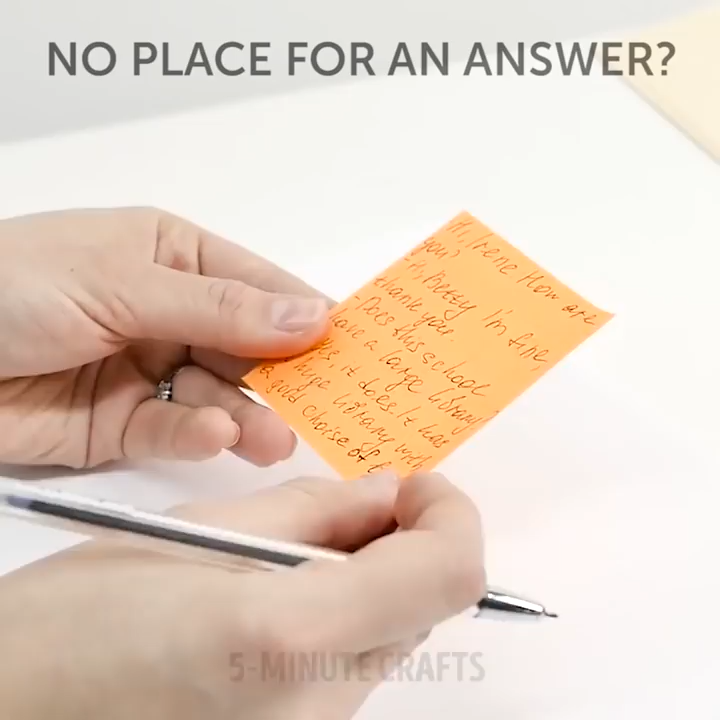 NO PLACE FOR AN ANSWER?
Hi, Irene How are
you?
-Hi, Betty I'm fine,
thank you.
-Does this school
have a large library?
-Yes, it does. It has
a huge library with
a good choise of
5-MINUTE CRAFTS